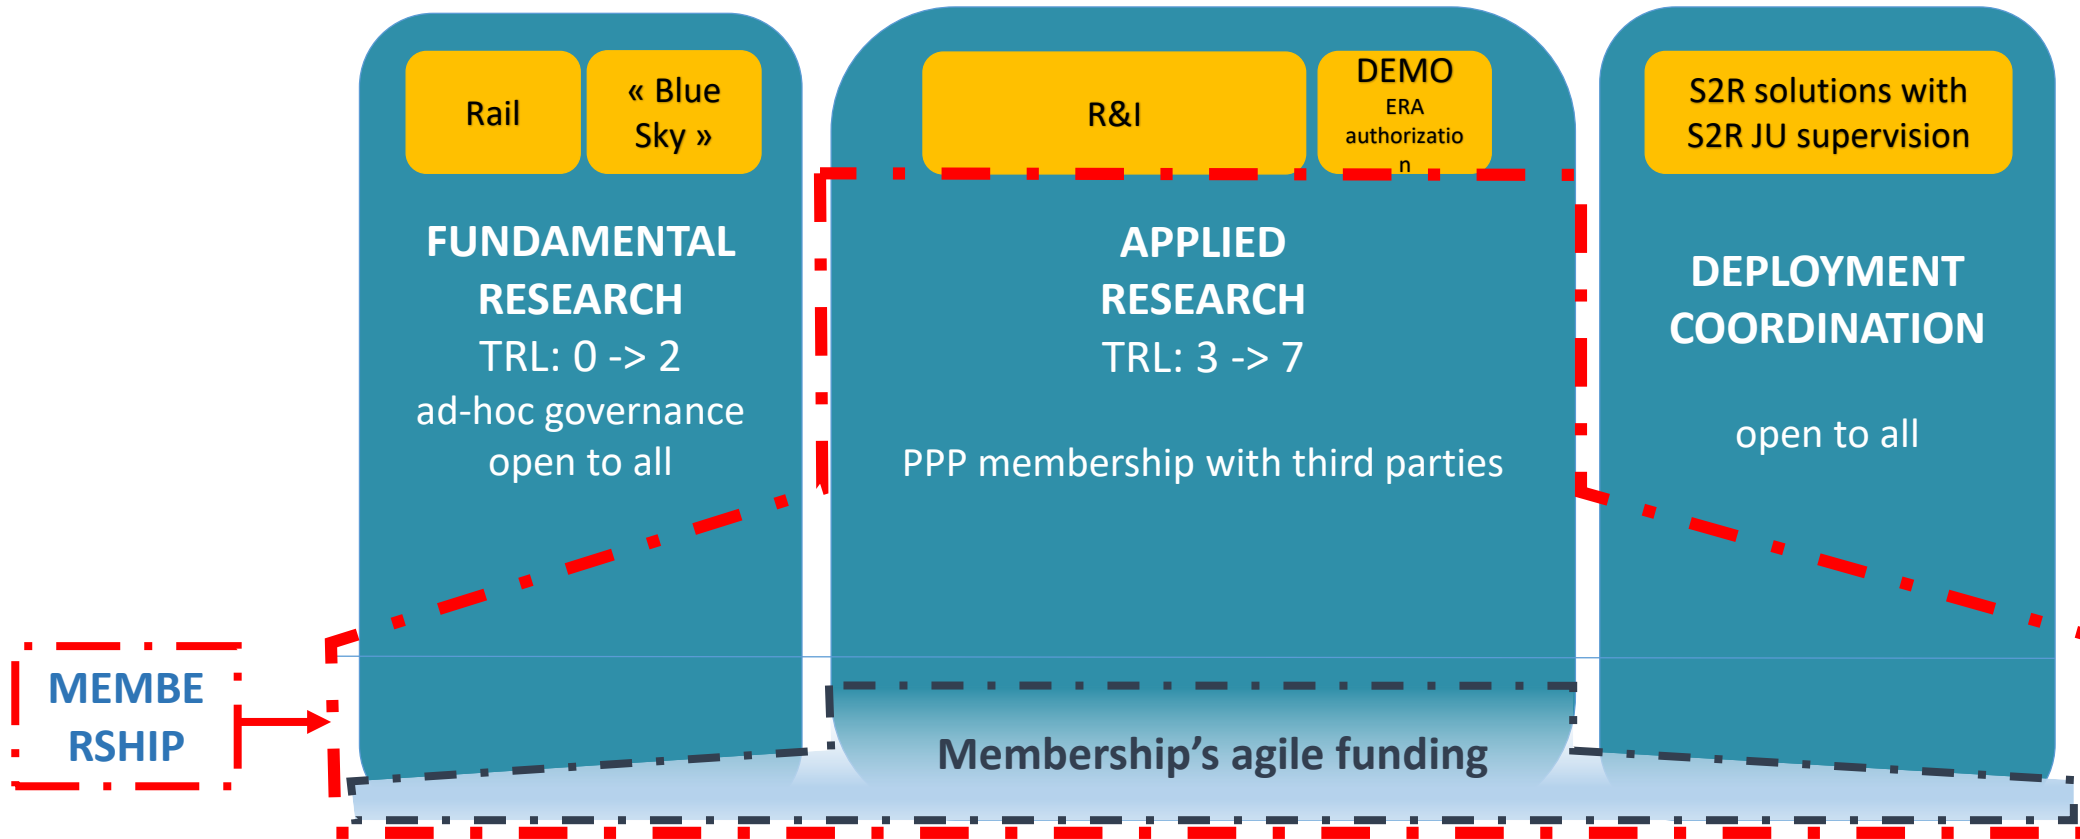 Rail
« Blue
Sky »
R&I
DEMO
ERA
authorizatio
n
S2R solutions with
S2R JU supervision
FUNDAMENTAL
RESEARCH
TRL: 0 -> 2
ad-hoc governance
open to all
APPLIED
RESEARCH
TRL: 3 -> 7
PPP membership with third parties
DEPLOYMENT
COORDINATION
open to all
MEMBE
RSHIP
Membership’s agile funding